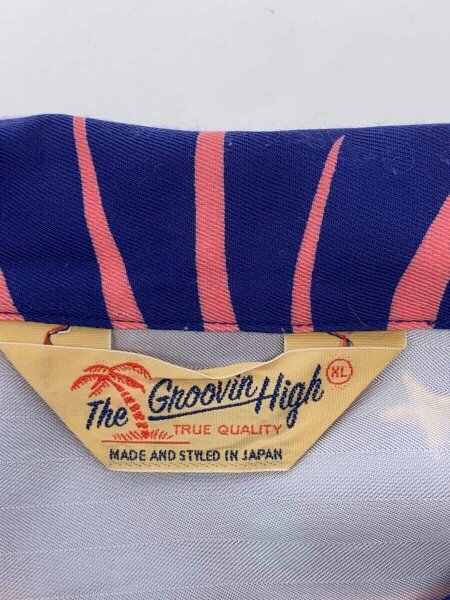 The Groovin High XL
TRUE QUALITY
MADE AND STYLED IN JAPAN